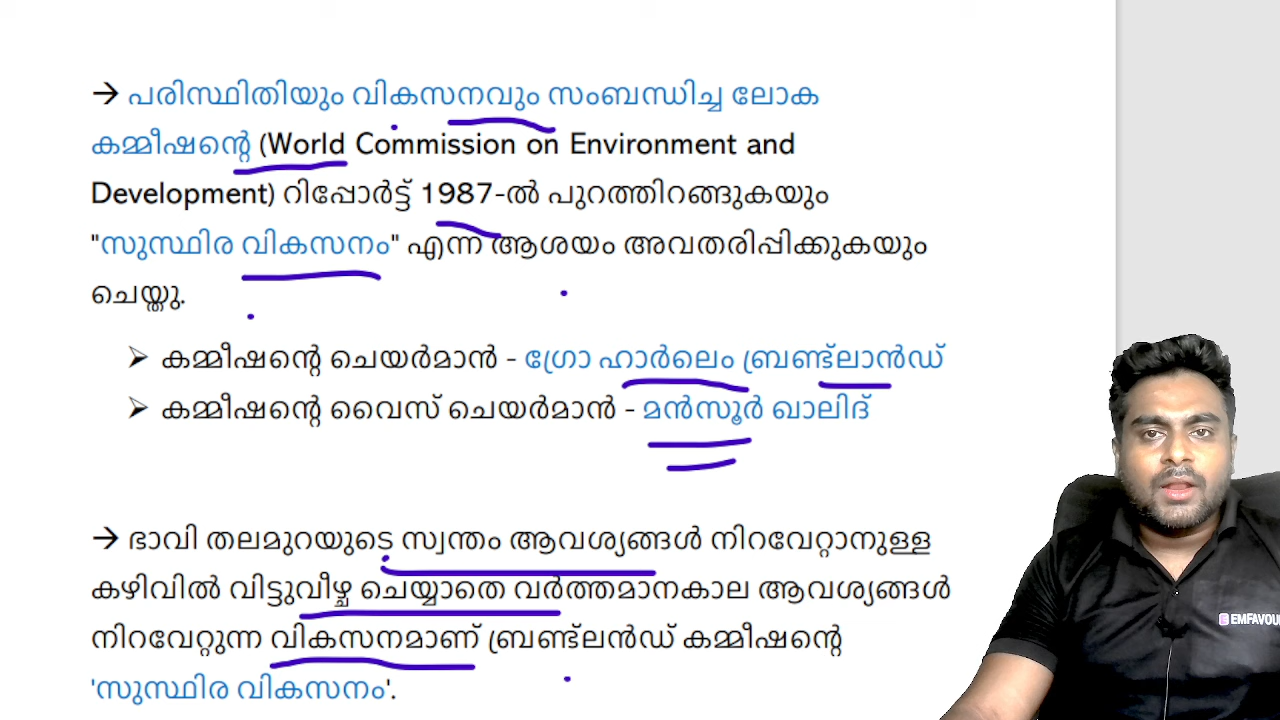 → പരിസ്ഥിതിയും വികസനവും സംബന്ധിച്ച ലോക
കമ്മീഷന്റെ (World Commission on Environment and
Development) റിപ്പോർട്ട് 1987-ൽ പുറത്തിറങ്ങുകയും
"സുസ്ഥിര വികസനം" എന്ന ആശയം അവതരിപ്പിക്കുകയും
ചെയ്തു.
➢ കമ്മീഷന്റെ ചെയർമാൻ - ഗ്രോ ഹാർലെം ബ്രണ്ട്ലാൻഡ്
➢ കമ്മീഷന്റെ വൈസ് ചെയർമാൻ - മൻസൂർ ഖാലിദ്
→ ഭാവി തലമുറയുടെ സ്വന്തം ആവശ്യങ്ങൾ നിറവേറ്റാനുള്ള
കഴിവിൽ വിട്ടുവീഴ്ച ചെയ്യാതെ വർത്തമാനകാല ആവശ്യങ്ങൾ
നിറവേറ്റുന്ന വികസനമാണ് ബ്രണ്ട്ലൻഡ് കമ്മീഷന്റെ
'സുസ്ഥിര വികസനം'.
EMFAVOU